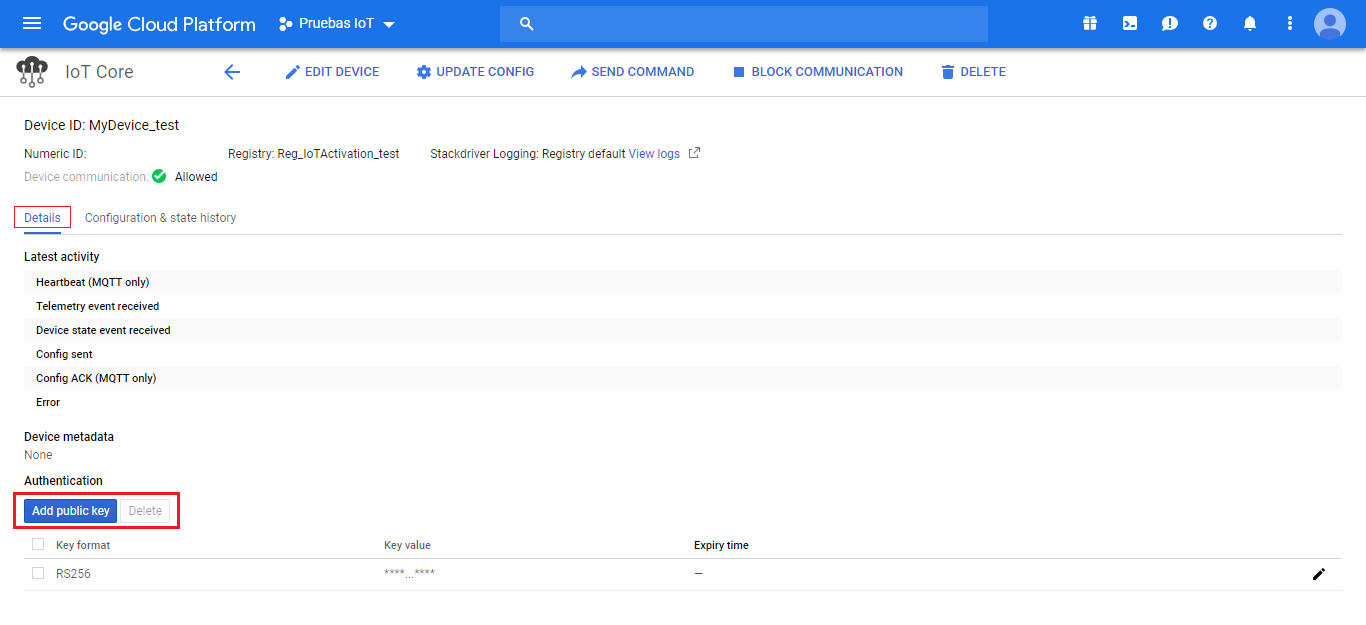 Google Cloud Platform Pruebas IoT
IoT Core EDIT DEVICE UPDATE CONFIG SEND COMMAND BLOCK COMMUNICATION DELETE
Device ID: MyDevice_test
Numeric ID: Registry: Reg_IoTActivation_test Stackdriver Logging: Registry default View logs
Device communication: Allowed
Details Configuration & state history
Latest activity
Heartbeat (MQTT only)
Telemetry event received
Device state event received
Config sent
Config ACK (MQTT only)
Error
Device metadata
None
Authentication
Add public key Delete
Key format Key value Expiry time
RS256 ****...**** —